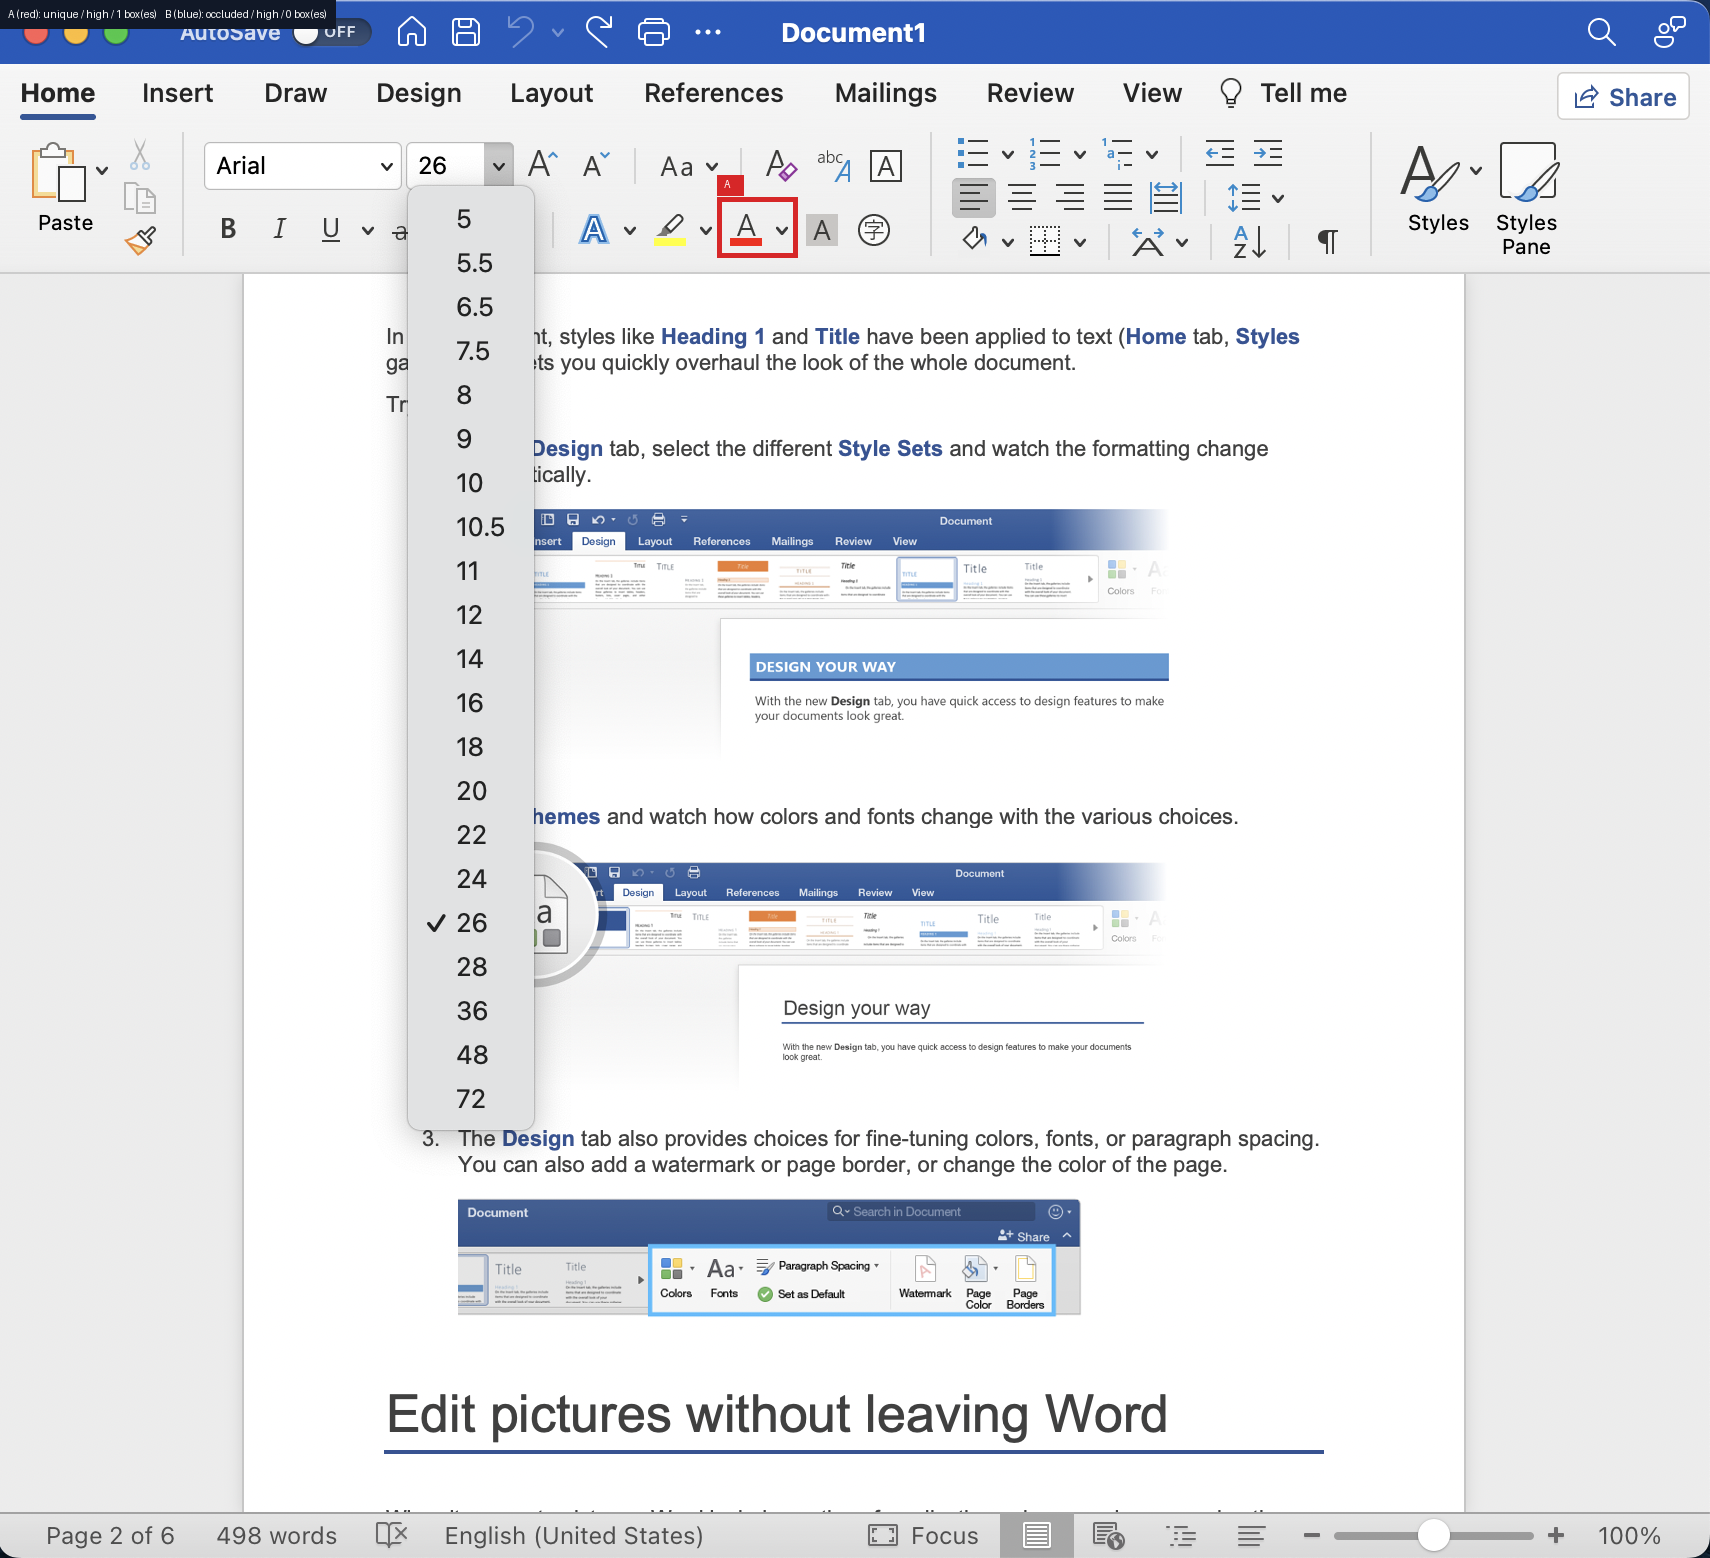 A (red): unique / high / 1 box(es) B (blue): occluded / high / 0 box(es)
AutoSave OFF Document1
Home Insert Draw Design Layout References Mailings Review View Tell me Share
Paste
Arial 26
A
Styles
Styles Pane
5
5.5
6.5
7.5
8
9
10
10.5
11
12
14
16
18
20
22
24
✓ 26
28
36
48
72
In nt, styles like Heading 1 and Title have been applied to text (Home tab, Styles
ga ets you quickly overhaul the look of the whole document.
Try
Design tab, select the different Style Sets and watch the formatting change
tically.
Document
nsert Design Layout References Mailings Review View
Colors
DESIGN YOUR WAY
With the new Design tab, you have quick access to design features to make
your documents look great.
hemes and watch how colors and fonts change with the various choices.
Document
rt Design Layout References Mailings Review View
Colors
Design your way
With the new Design tab, you have quick access to design features to make your documents
look great.
3. The Design tab also provides choices for fine-tuning colors, fonts, or paragraph spacing.
You can also add a watermark or page border, or change the color of the page.
Document Search in Document
Share
Title Title
Colors Fonts Paragraph Spacing Set as Default Watermark Page Color Page Borders
Edit pictures without leaving Word
Page 2 of 6 498 words English (United States) Focus 100%